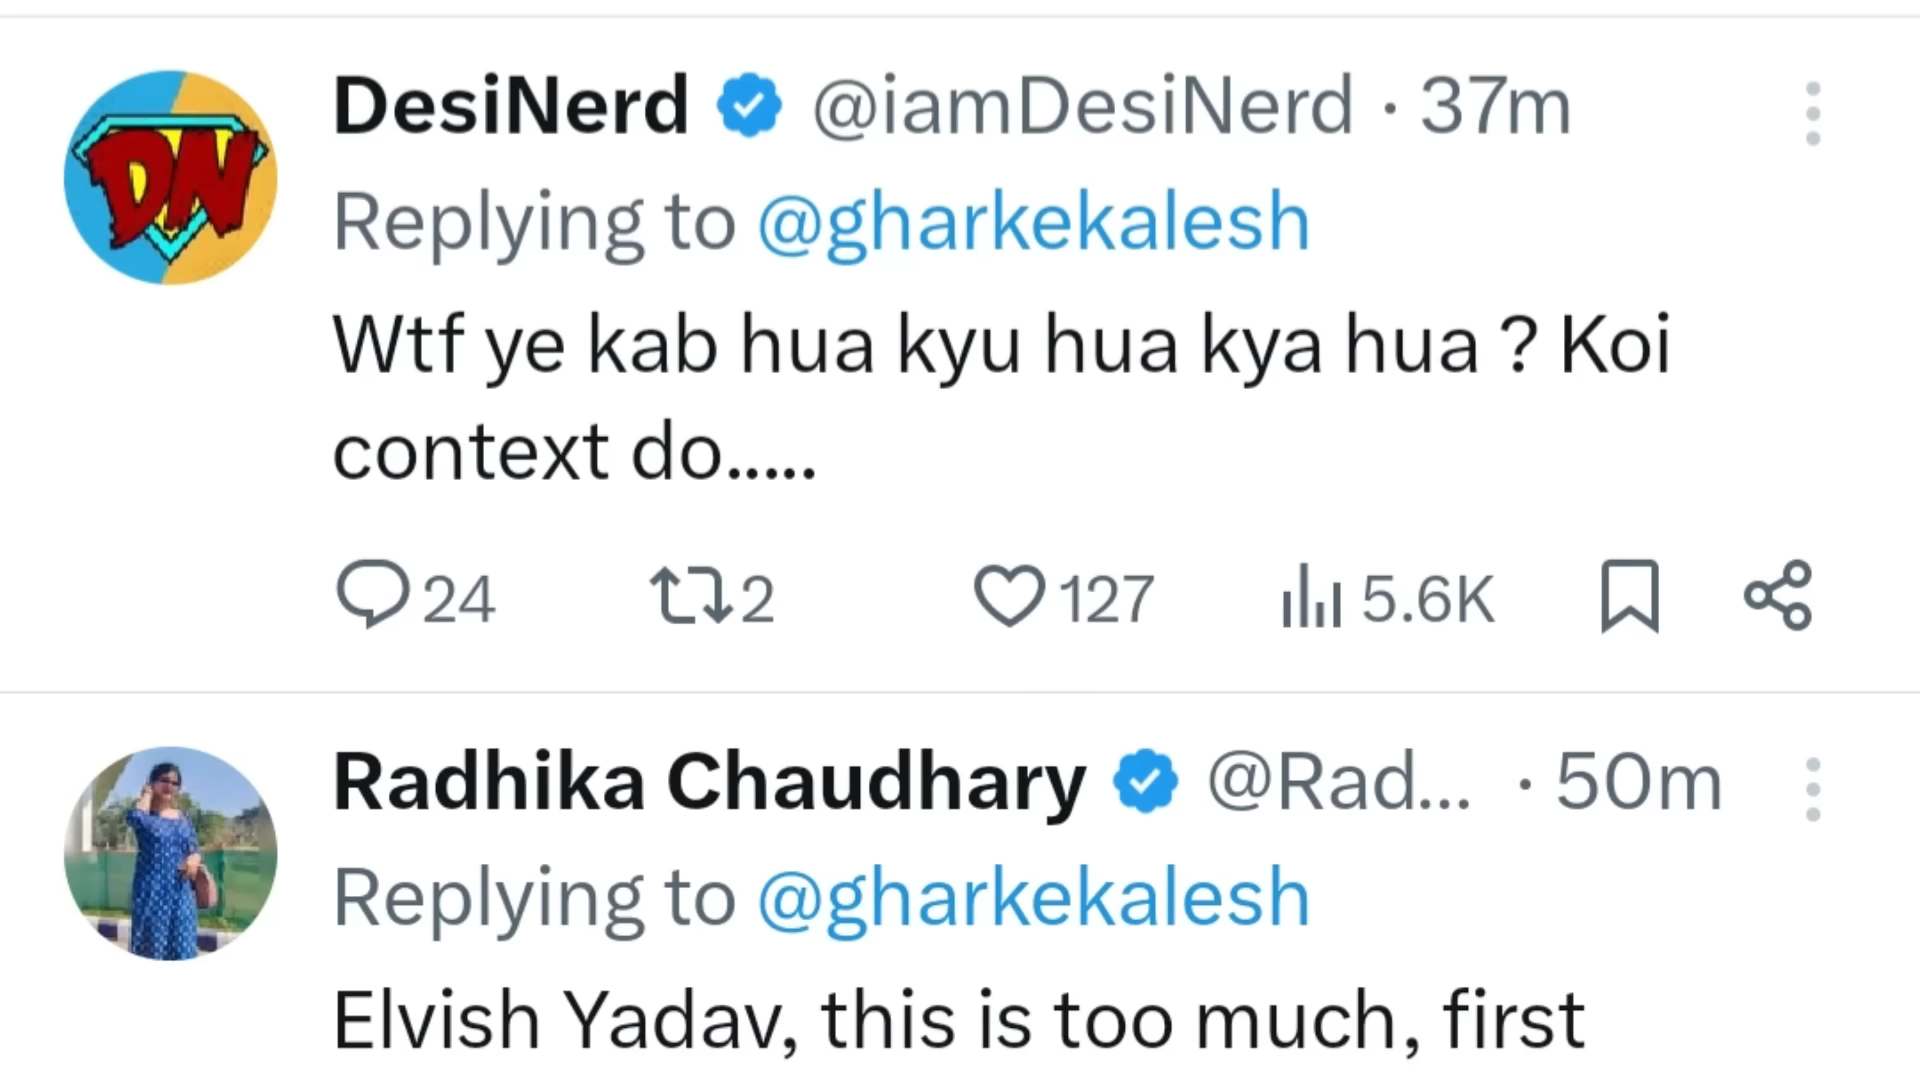 DesiNerd @iamDesiNerd · 37m
Replying to @gharkekalesh
Wtf ye kab hua kyu hua kya hua ? Koi
context do.....
24 2 127 5.6K
DN
Radhika Chaudhary @Rad... · 50m
Replying to @gharkekalesh
Elvish Yadav, this is too much, first